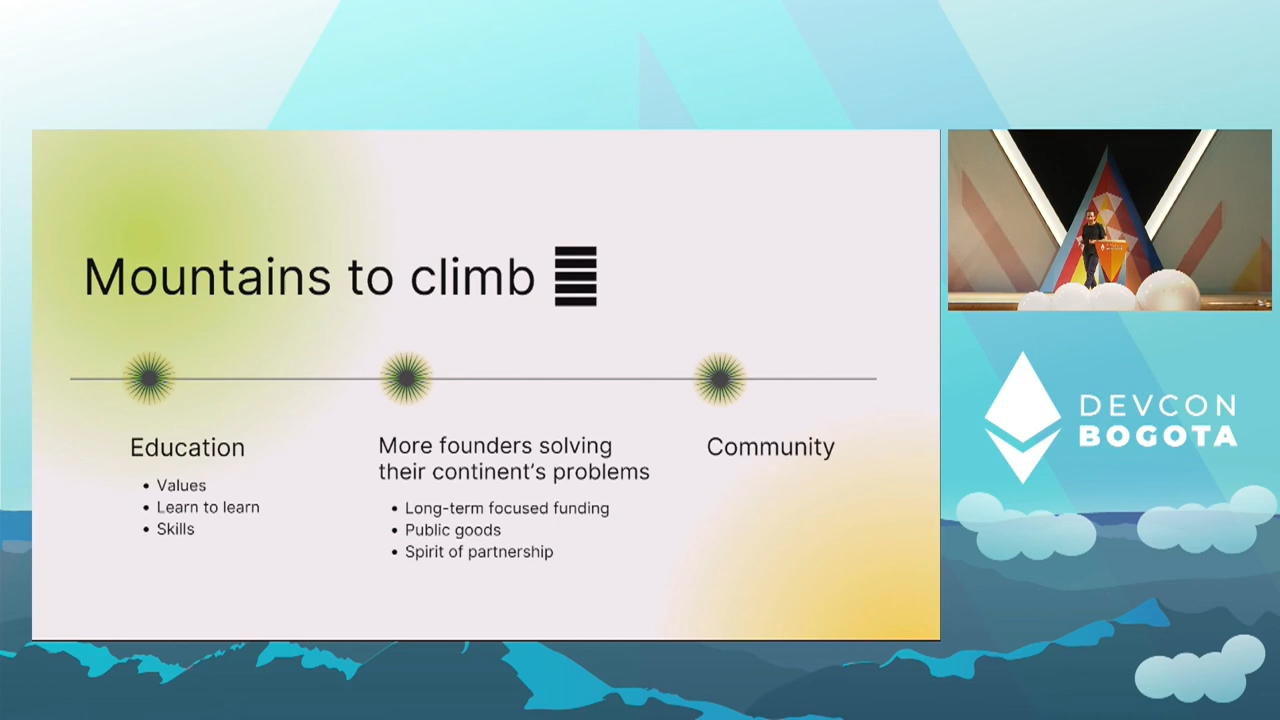 Mountains to climb
Education
• Values
• Learn to learn
• Skills
More founders solving
their continent's problems
• Long-term focused funding
• Public goods
• Spirit of partnership
Community
DEVCON
BOGOTA